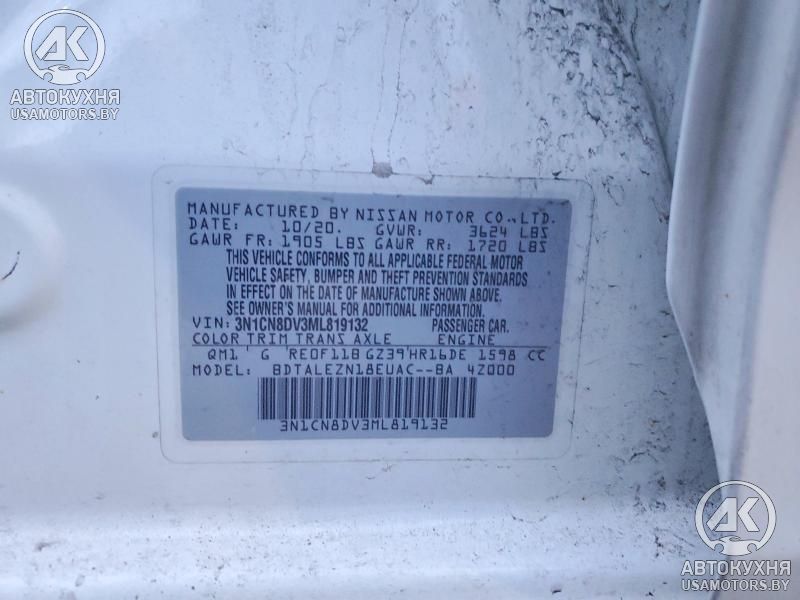 АК
АВТОКУХНЯ
USAMOTORS.BY
MANUFACTURED BY NISSAN MOTOR CO.,LTD.
DATE: 10/20. GVWR: 3624 LBS
GAWR FR: 1905 LBS GAWR RR: 1720 LBS
THIS VEHICLE CONFORMS TO ALL APPLICABLE FEDERAL MOTOR
VEHICLE SAFETY, BUMPER AND THEFT PREVENTION STANDARDS
IN EFFECT ON THE DATE OF MANUFACTURE SHOWN ABOVE.
SEE OWNER'S MANUAL FOR ADDITIONAL INFORMATION.
VIN: 3N1CN8DV3ML819132 PASSENGER CAR.
COLOR TRIM TRANS AXLE ENGINE
QM1 G RE0F11B GZ39 HR16DE 1598 CC
MODEL: BDTALEZN18EUAC--BA 4Z000
3N1CN8DV3ML819132
АК
АВТОКУХНЯ
USAMOTORS.BY